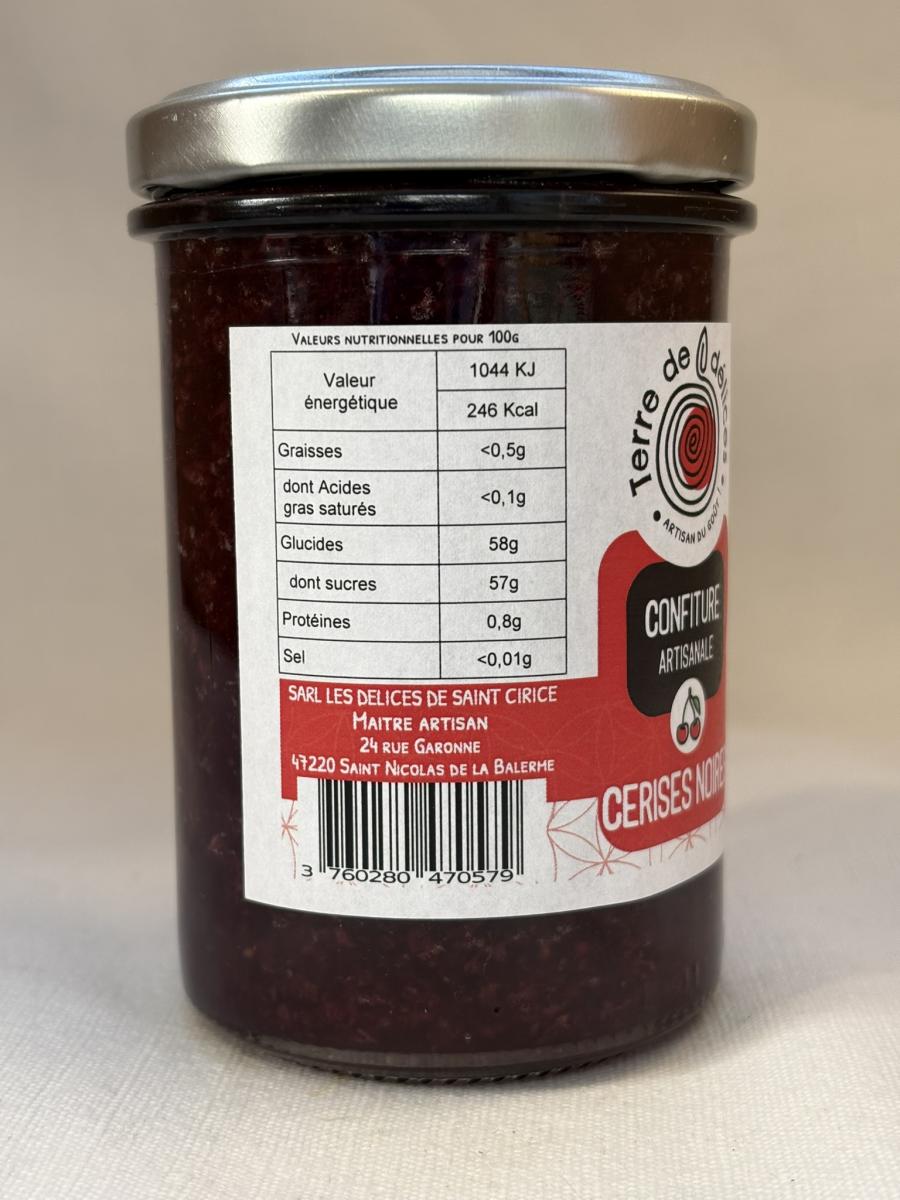 VALEURS NUTRITIONNELLES POUR 100G
Valeur énergétique 1044 KJ
246 Kcal
Graisses <0,5g
dont Acides gras saturés <0,1g
Glucides 58g
dont sucres 57g
Protéines 0,8g
Sel <0,01g
SARL LES DELICES DE SAINT CIRICE
MAITRE ARTISAN
24 RUE GARONNE
47220 SAINT NICOLAS DE LA BALERME
3 760280 470579
Terre de délices
• ARTISAN DU GOÛT ! •
CONFITURE
ARTISANALE
CERISES